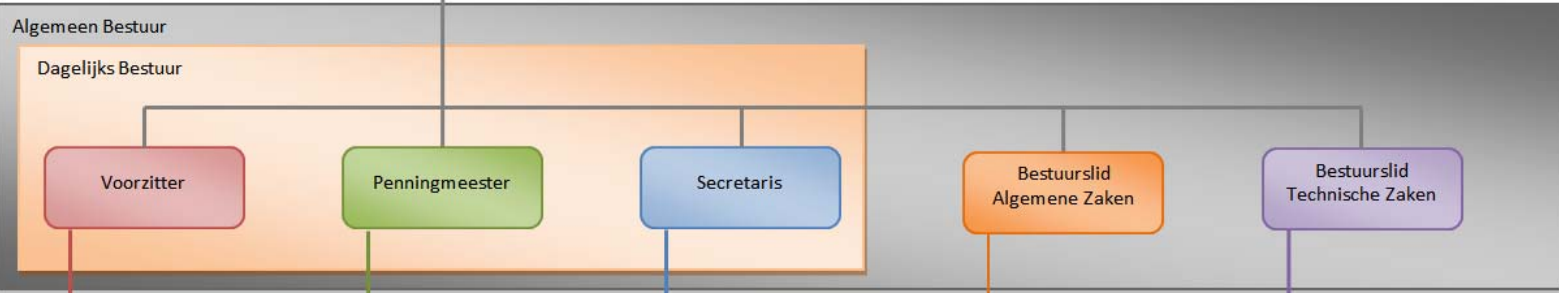 Algemeen Bestuur
Dagelijks Bestuur
Voorzitter
Penningmeester
Secretaris
Bestuurslid
Algemene Zaken
Bestuurslid
Technische Zaken